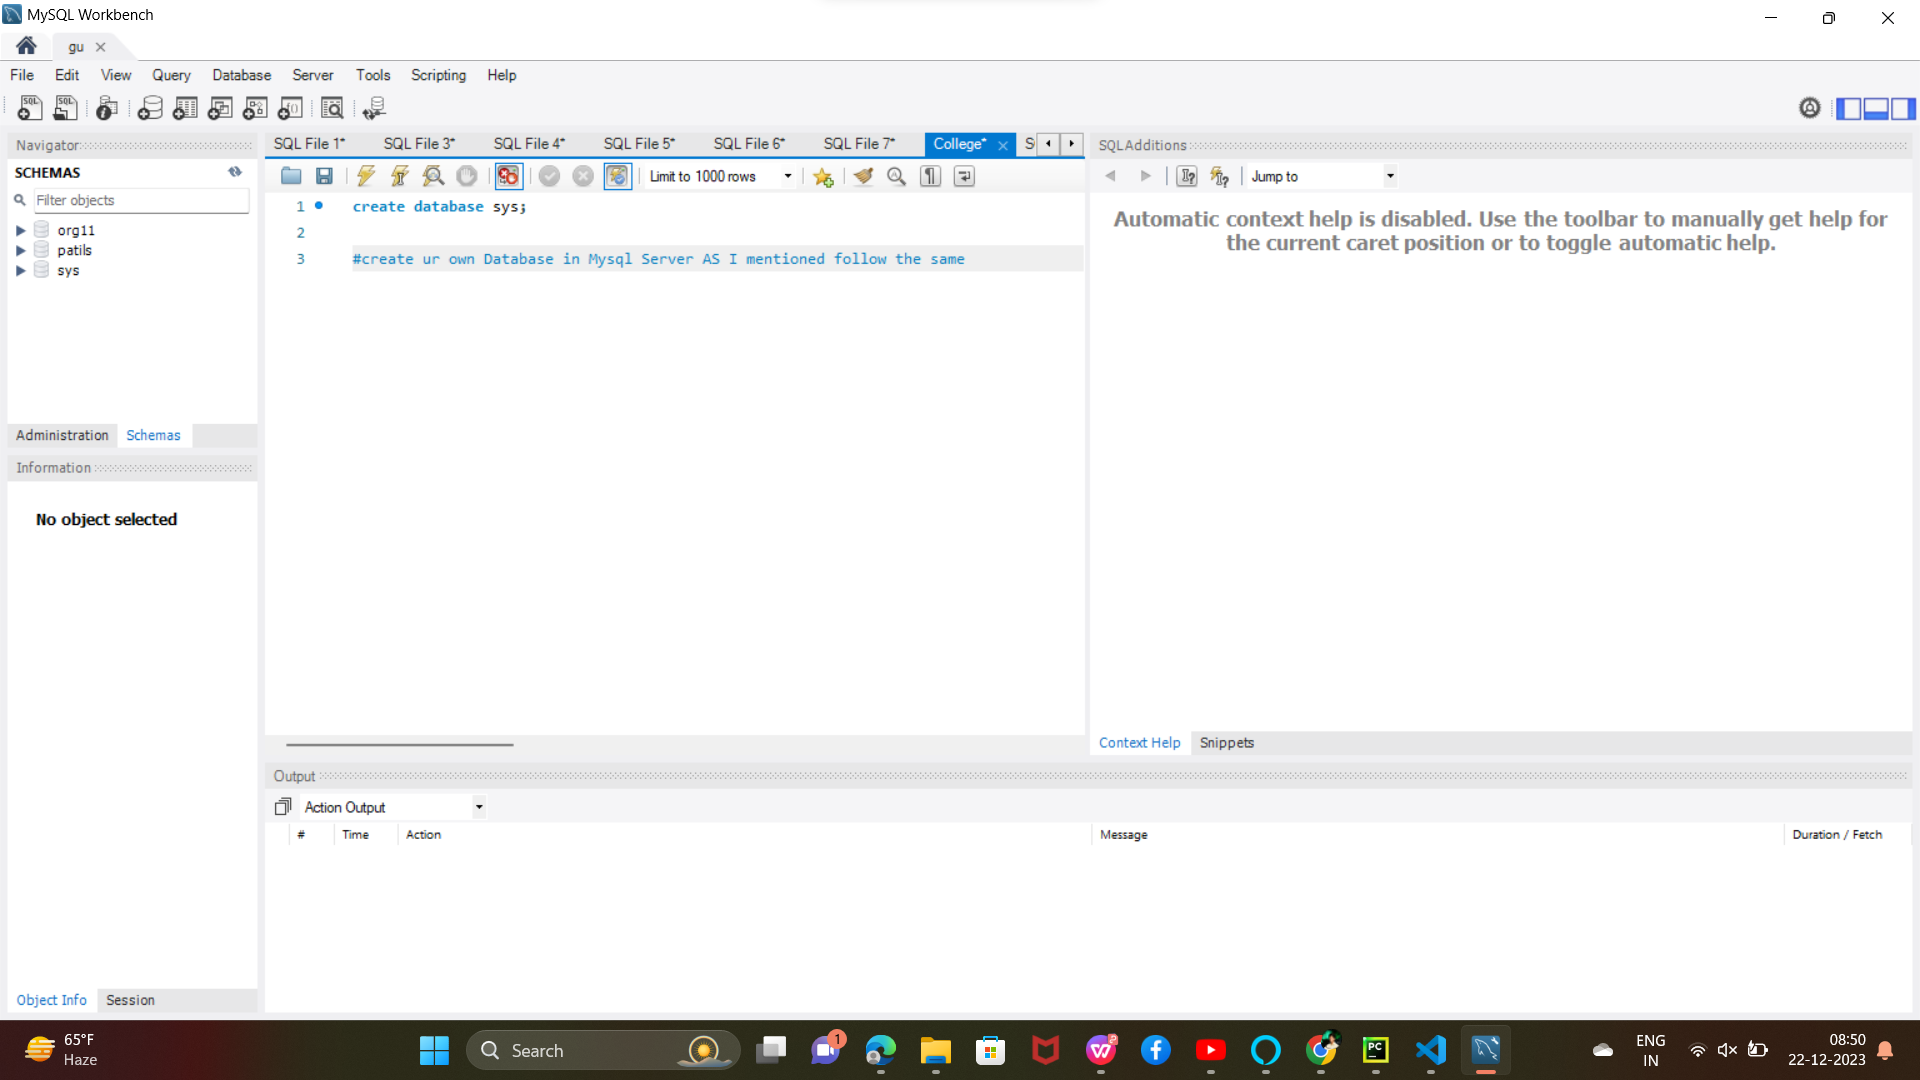 MySQL Workbench
gu
File Edit View Query Database Server Tools Scripting Help
Navigator
SCHEMAS
Filter objects
org11
patils
sys
Administration Schemas
Information
No object selected
Object Info Session
SQL File 1* SQL File 3* SQL File 4* SQL File 5* SQL File 6* SQL File 7* College* S
Limit to 1000 rows
1 create database sys;
2
3 #create ur own Database in Mysql Server AS I mentioned follow the same
SQLAdditions
Jump to
Automatic context help is disabled. Use the toolbar to manually get help for
the current caret position or to toggle automatic help.
Context Help Snippets
Output
Action Output
# Time Action Message Duration / Fetch
65°F
Haze
Search
1
PC
ENG
IN
08:50
22-12-2023